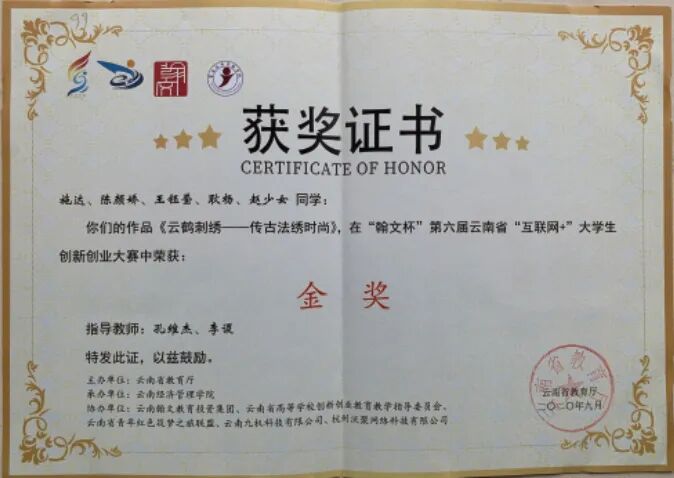 99
获奖证书
CERTIFICATE OF HONOR
施达、陈颜娇、王钰蓥、耿杨、赵少女 同学：
你们的作品《云鹤刺绣——传古法绣时尚》，在“翰文杯”第六届云南省“互联网+”大学生
创新创业大赛中荣获：
金奖
指导教师：孔维杰、李谡
特发此证，以兹鼓励。
主办单位：云南省教育厅
承办单位：云南经济管理学院
协办单位：云南翰文教育投资集团、云南省高等学校创新创业教育教学指导委员会、
云南省青年红色筑梦之旅联盟、云南九机科技有限公司、杭州沃聚网络科技有限公司
云南省教育厅
二〇二〇年九月